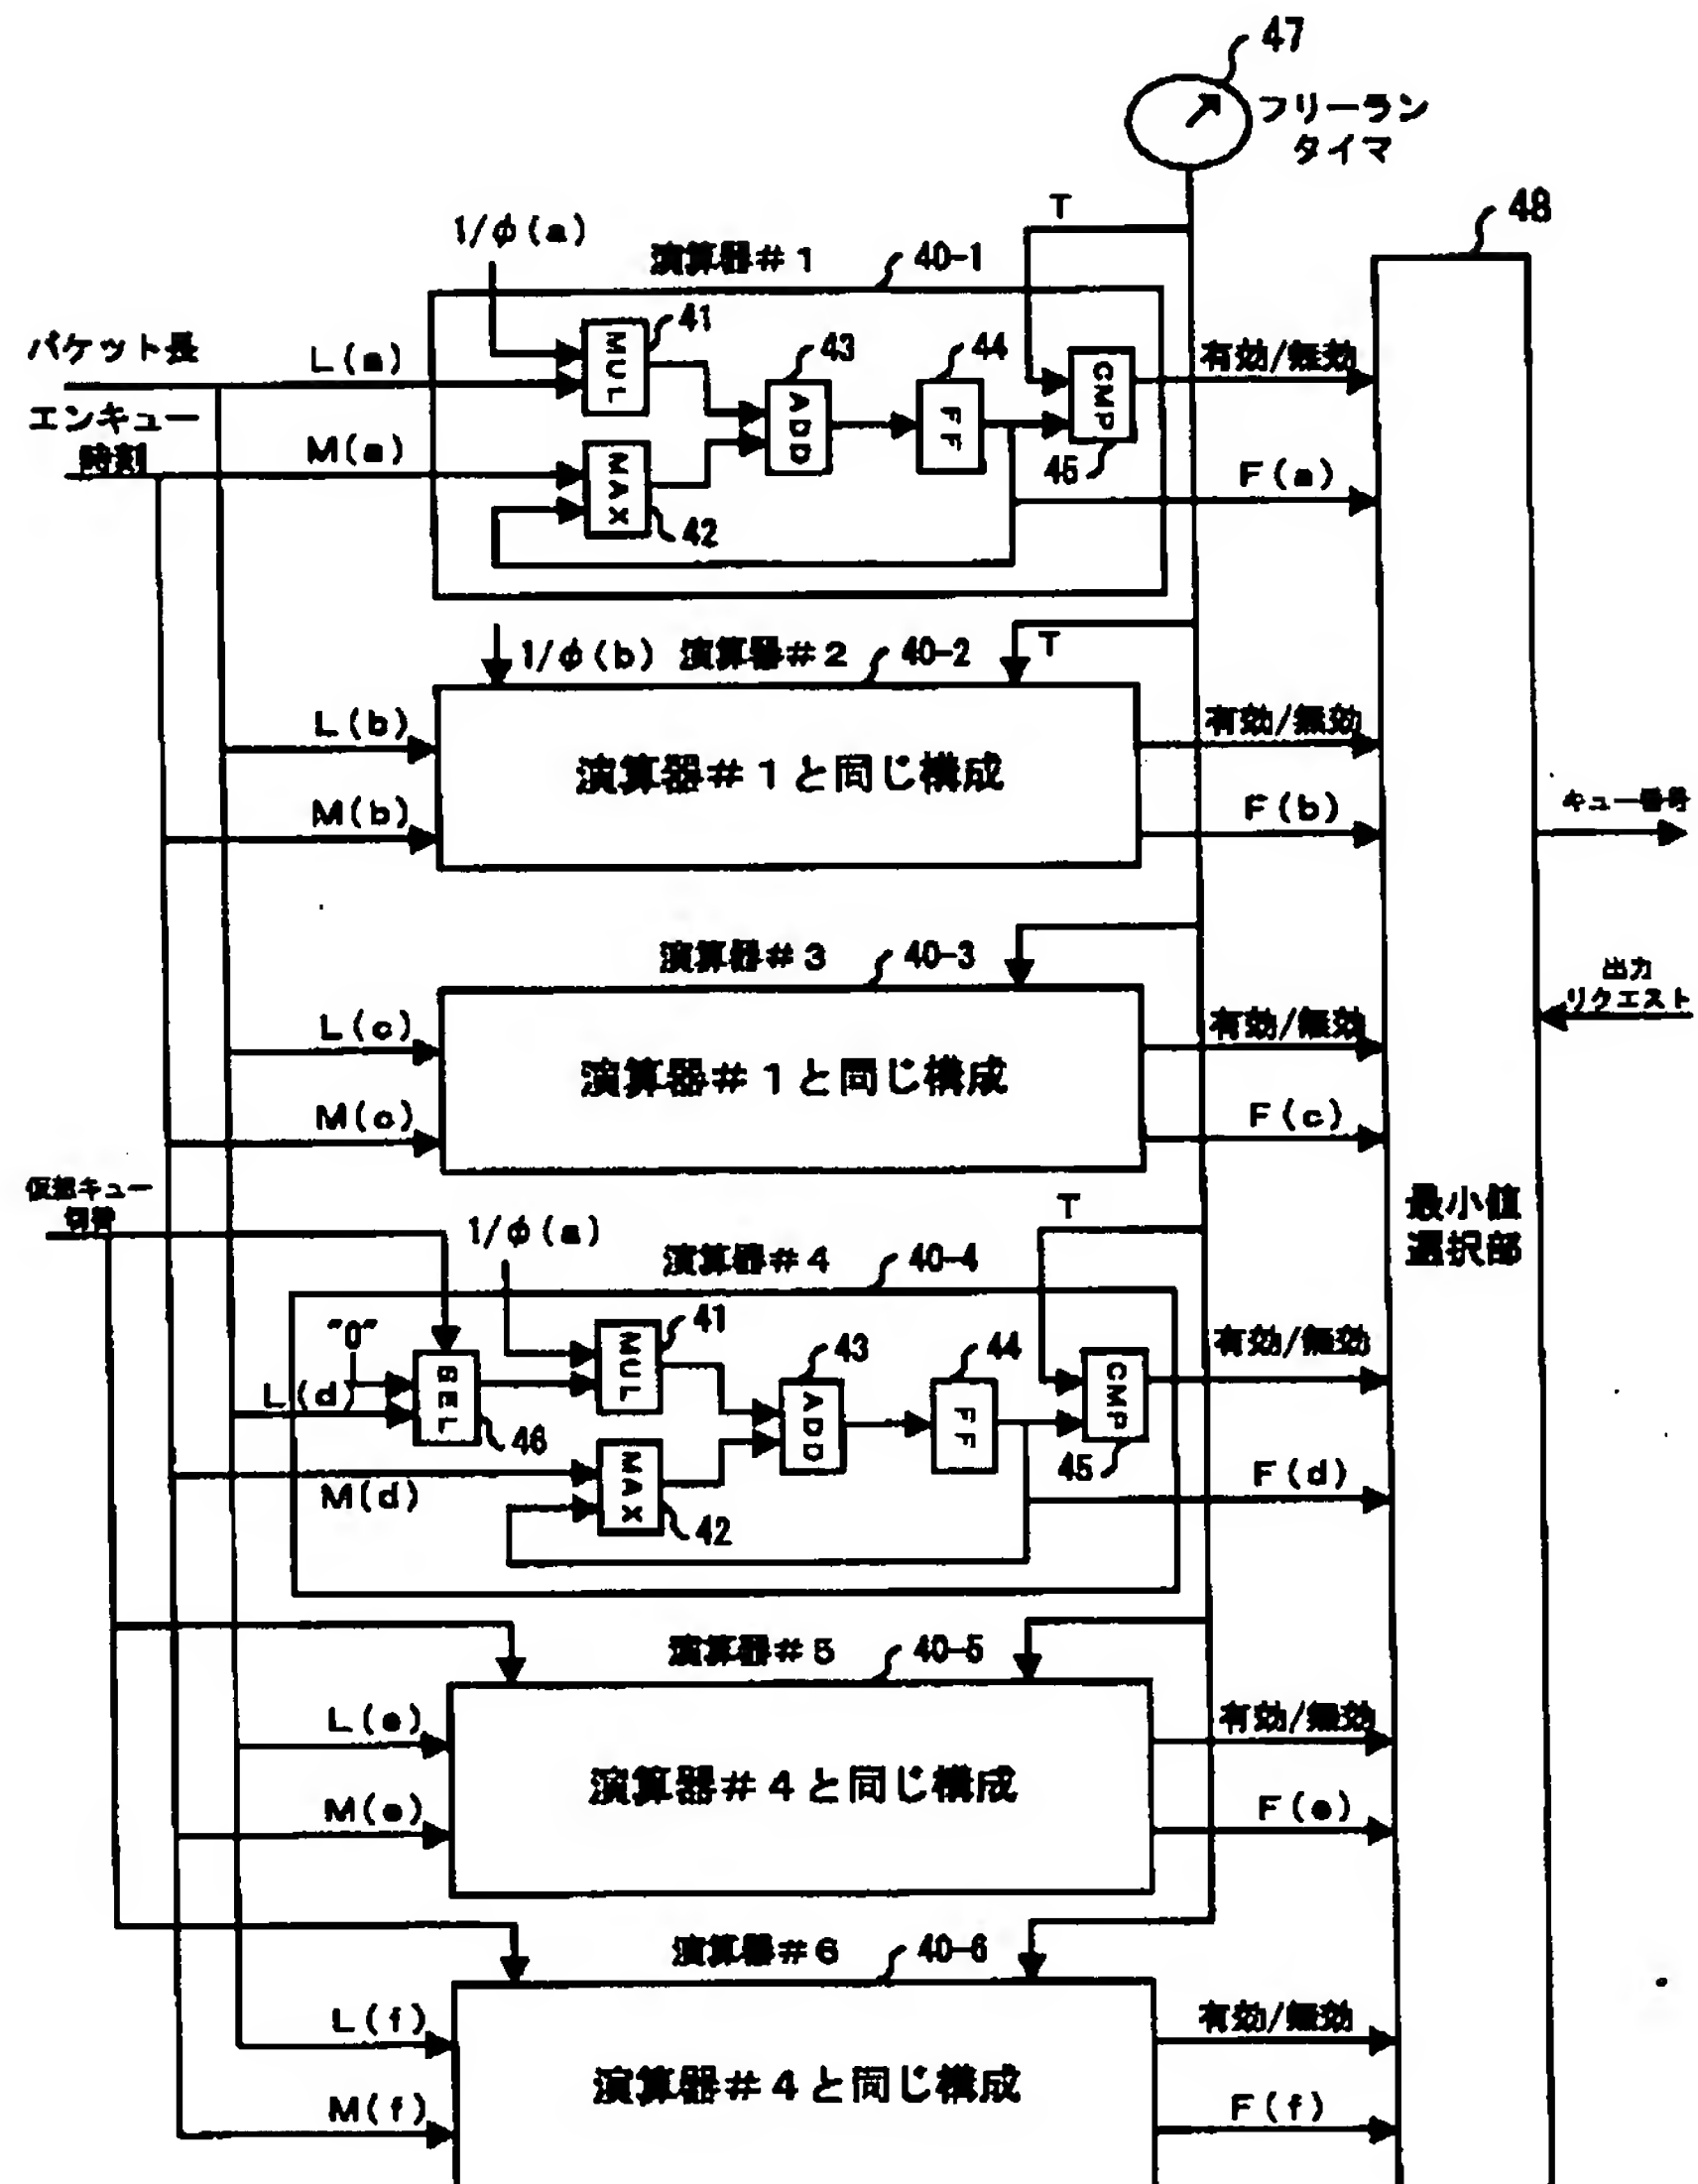 47
フリーラン
タイマ
48
T
1/φ(a)
演算器#1
40-1
パケット長
L(a)
MUL
41
43
44
有効/無効
エンキュー
時刻
M(a)
ADD
FF
CMP
45
F(a)
MAX
42
1/φ(b)
演算器#2
40-2
T
L(b)
有効/無効
演算器#1と同じ構成
M(b)
F(b)
キュー番号
演算器#3
40-3
出力
リクエスト
L(c)
有効/無効
演算器#1と同じ構成
M(c)
F(c)
仮想キュー
切替
最小値
選択部
1/φ(a)
T
演算器#4
40-4
"0"
MUL
41
43
44
有効/無効
L(d)
SEL
46
ADD
FF
CMP
45
F(d)
M(d)
MAX
42
演算器#5
40-5
L(e)
有効/無効
演算器#4と同じ構成
M(e)
F(e)
演算器#6
40-6
L(f)
有効/無効
演算器#4と同じ構成
M(f)
F(f)